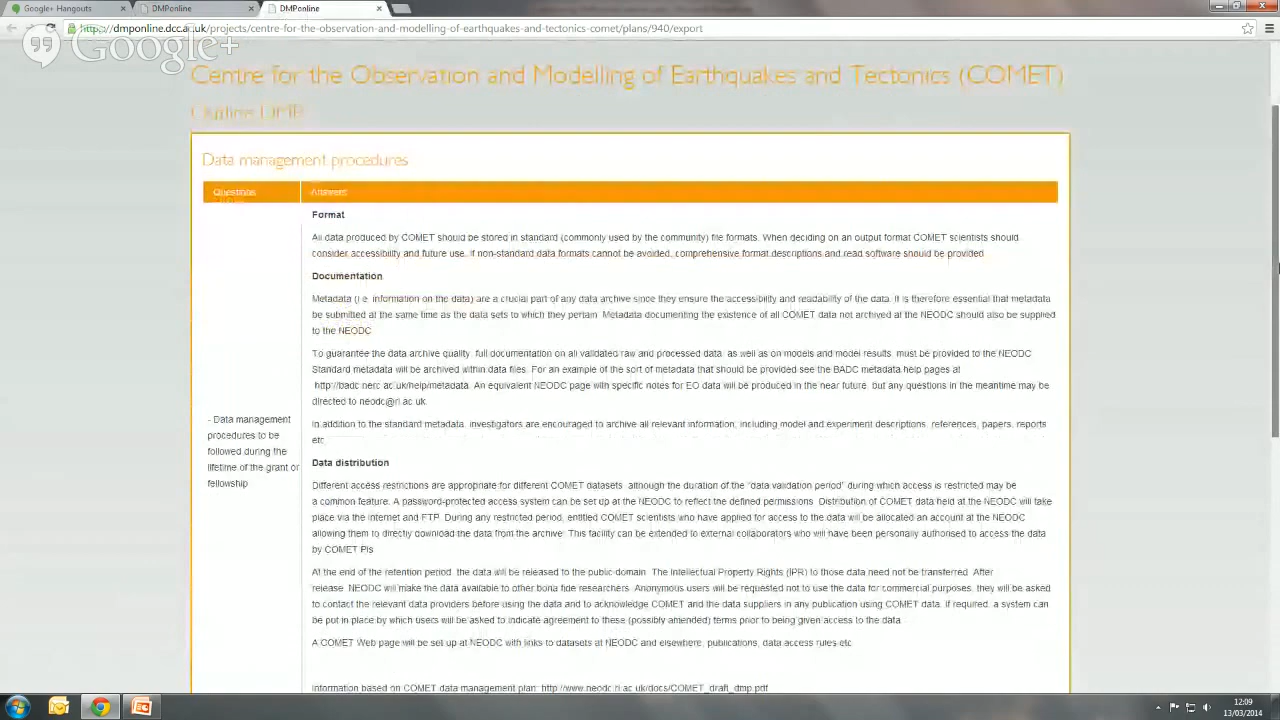 Google+ Hangouts
DMPonline
DMPonline
http://dmponline.dcc.ac.uk/projects/centre-for-the-observation-and-modelling-of-earthquakes-and-tectonics-comet/plans/940/export
Google+
Centre for the Observation and Modelling of Earthquakes and Tectonics (COMET)
DMP
Data management procedures
Questions
Answers
Format
All data produced by COMET should be stored in standard (commonly used by the community) file formats. When deciding on an output format COMET scientists should
consider accessibility and future use. If non-standard data formats cannot be avoided, comprehensive format descriptions and read software should be provided
Documentation
Metadata (i.e. information on the data) are a crucial part of any data archive since they ensure the accessibility and readability of the data. It is therefore essential that metadata
be submitted at the same time as the data sets to which they pertain. Metadata documenting the existence of all COMET data not archived at the NEODC should also be supplied
to the NEODC
To guarantee the data archive quality, full documentation on all validated raw and processed data, as well as on models and model results, must be provided to the NEODC
Standard metadata will be archived within data files. For an example of the sort of metadata that should be provided see the BADC metadata help pages at
http://badc.nerc.ac.uk/help/metadata. An equivalent NEODC page with specific notes for EO data will be produced in the near future, but any questions in the meantime may be
directed to neodc@rl.ac.uk.
In addition to the standard metadata, investigators are encouraged to archive all relevant information, including model and experiment descriptions, references, papers, reports
etc
- Data management
procedures to be
followed during the
lifetime of the grant or
fellowship
Data distribution
Different access restrictions are appropriate for different COMET datasets, although the duration of the "data validation period" during which access is restricted may be
a common feature. A password-protected access system can be set up at the NEODC to reflect the defined permissions. Distribution of COMET data held at the NEODC will take
place via the Internet and FTP. During any restricted period, entitled COMET scientists who have applied for access to the data will be allocated an account at the NEODC
allowing them to directly download the data from the archive. This facility can be extended to external collaborators who will have been personally authorised to access the data
by COMET PIs
At the end of the retention period, the data will be released to the public domain. The Intellectual Property Rights (IPR) to those data need not be transferred. After
release, NEODC will make the data available to other bona fide researchers. Anonymous users will be requested not to use the data for commercial purposes, they will be asked
to contact the relevant data providers before using the data and to acknowledge COMET and the data suppliers in any publication using COMET data. If required, a system can
be put in place by which users will be asked to indicate agreement to these (possibly amended) terms prior to being given access to the data.
A COMET Web page will be set up at NEODC with links to datasets at NEODC and elsewhere, publications, data access rules etc.
Information based on COMET data management plan: http://www.neodc.rl.ac.uk/docs/COMET_draft_dmp.pdf
12:09
13/03/2014